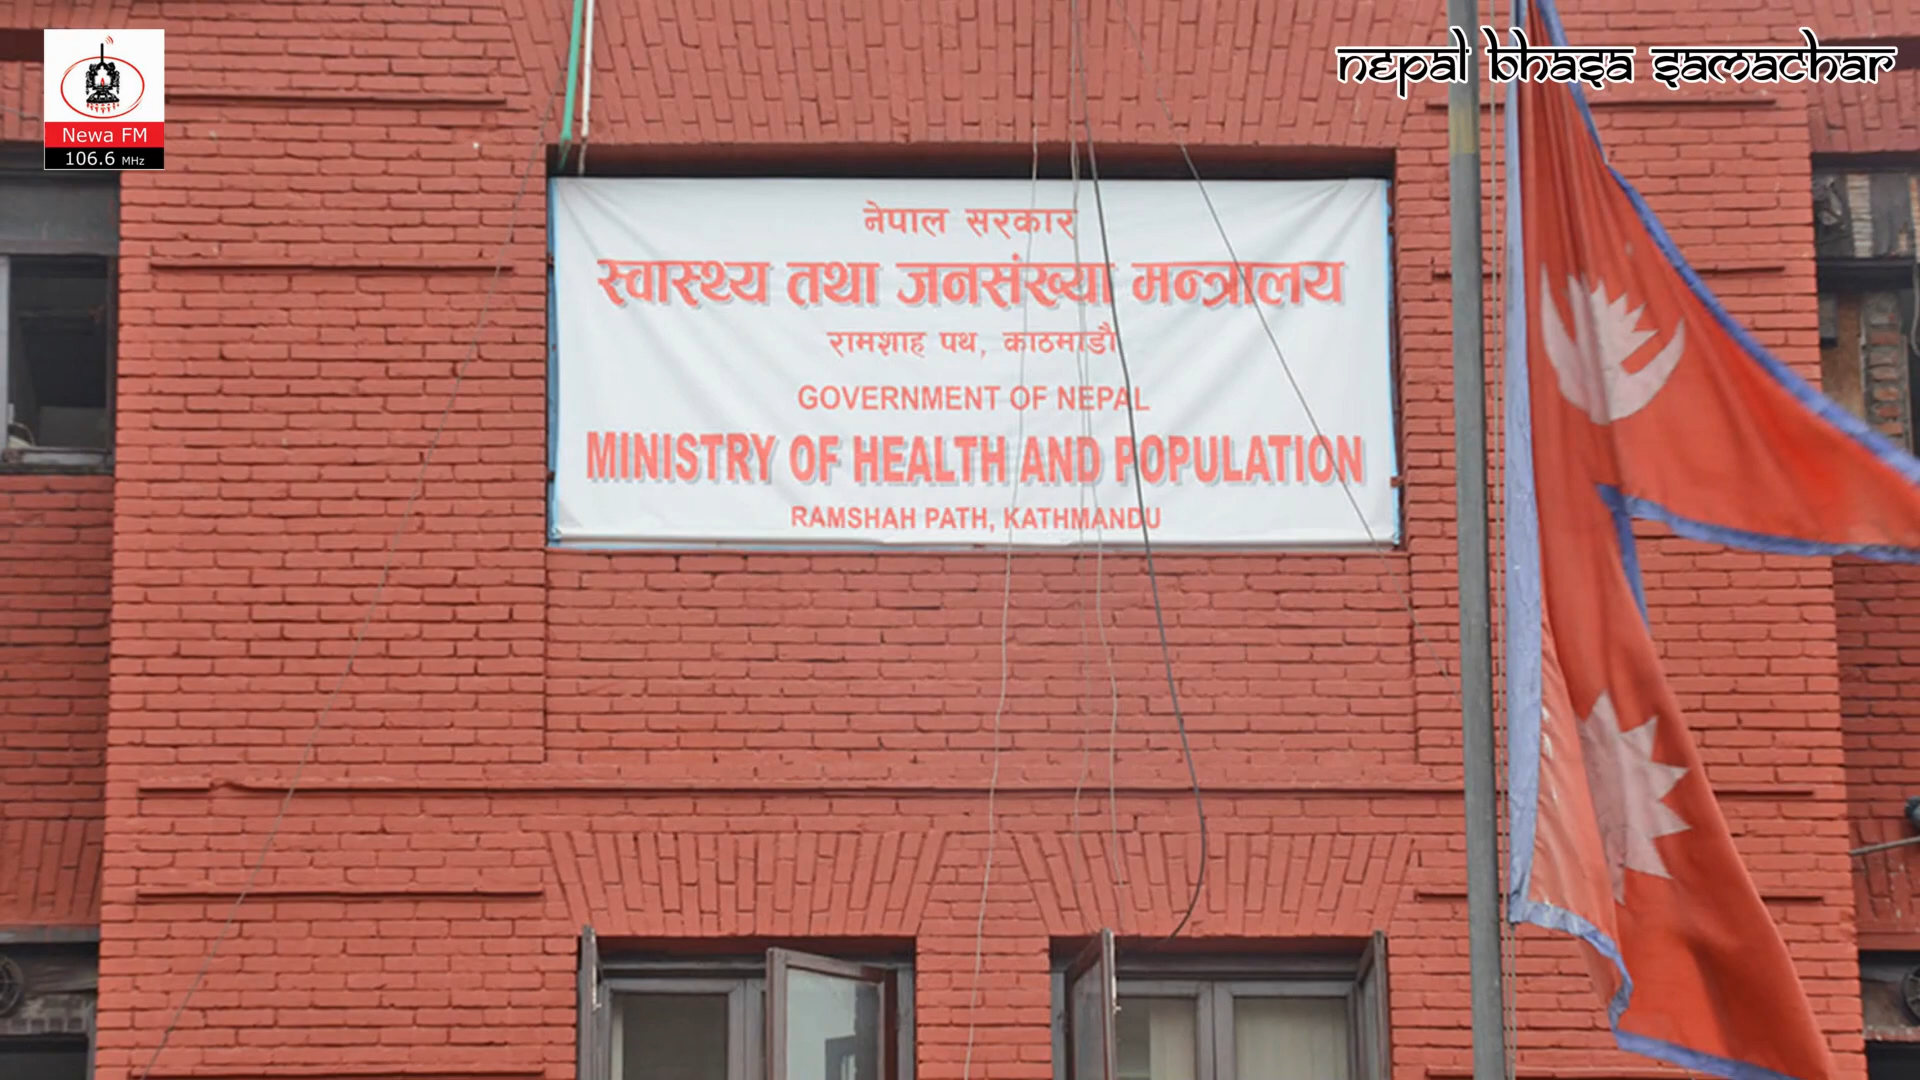 Newa FM
106.6 MHz
nepal bhasa samachar
नेपाल सरकार
स्वास्थ्य तथा जनसंख्या मन्त्रालय
रामशाह पथ, काठमाडौं
GOVERNMENT OF NEPAL
MINISTRY OF HEALTH AND POPULATION
RAMSHAH PATH, KATHMANDU